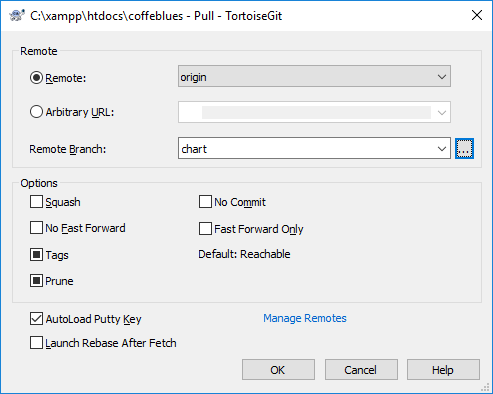 C:\xampp\htdocs\coffeblues - Pull - TortoiseGit
Remote
Remote: origin
Arbitrary URL:
Remote Branch: chart ...
Options
Squash No Commit
No Fast Forward Fast Forward Only
Tags Default: Reachable
Prune
AutoLoad Putty Key Manage Remotes
Launch Rebase After Fetch
OK Cancel Help